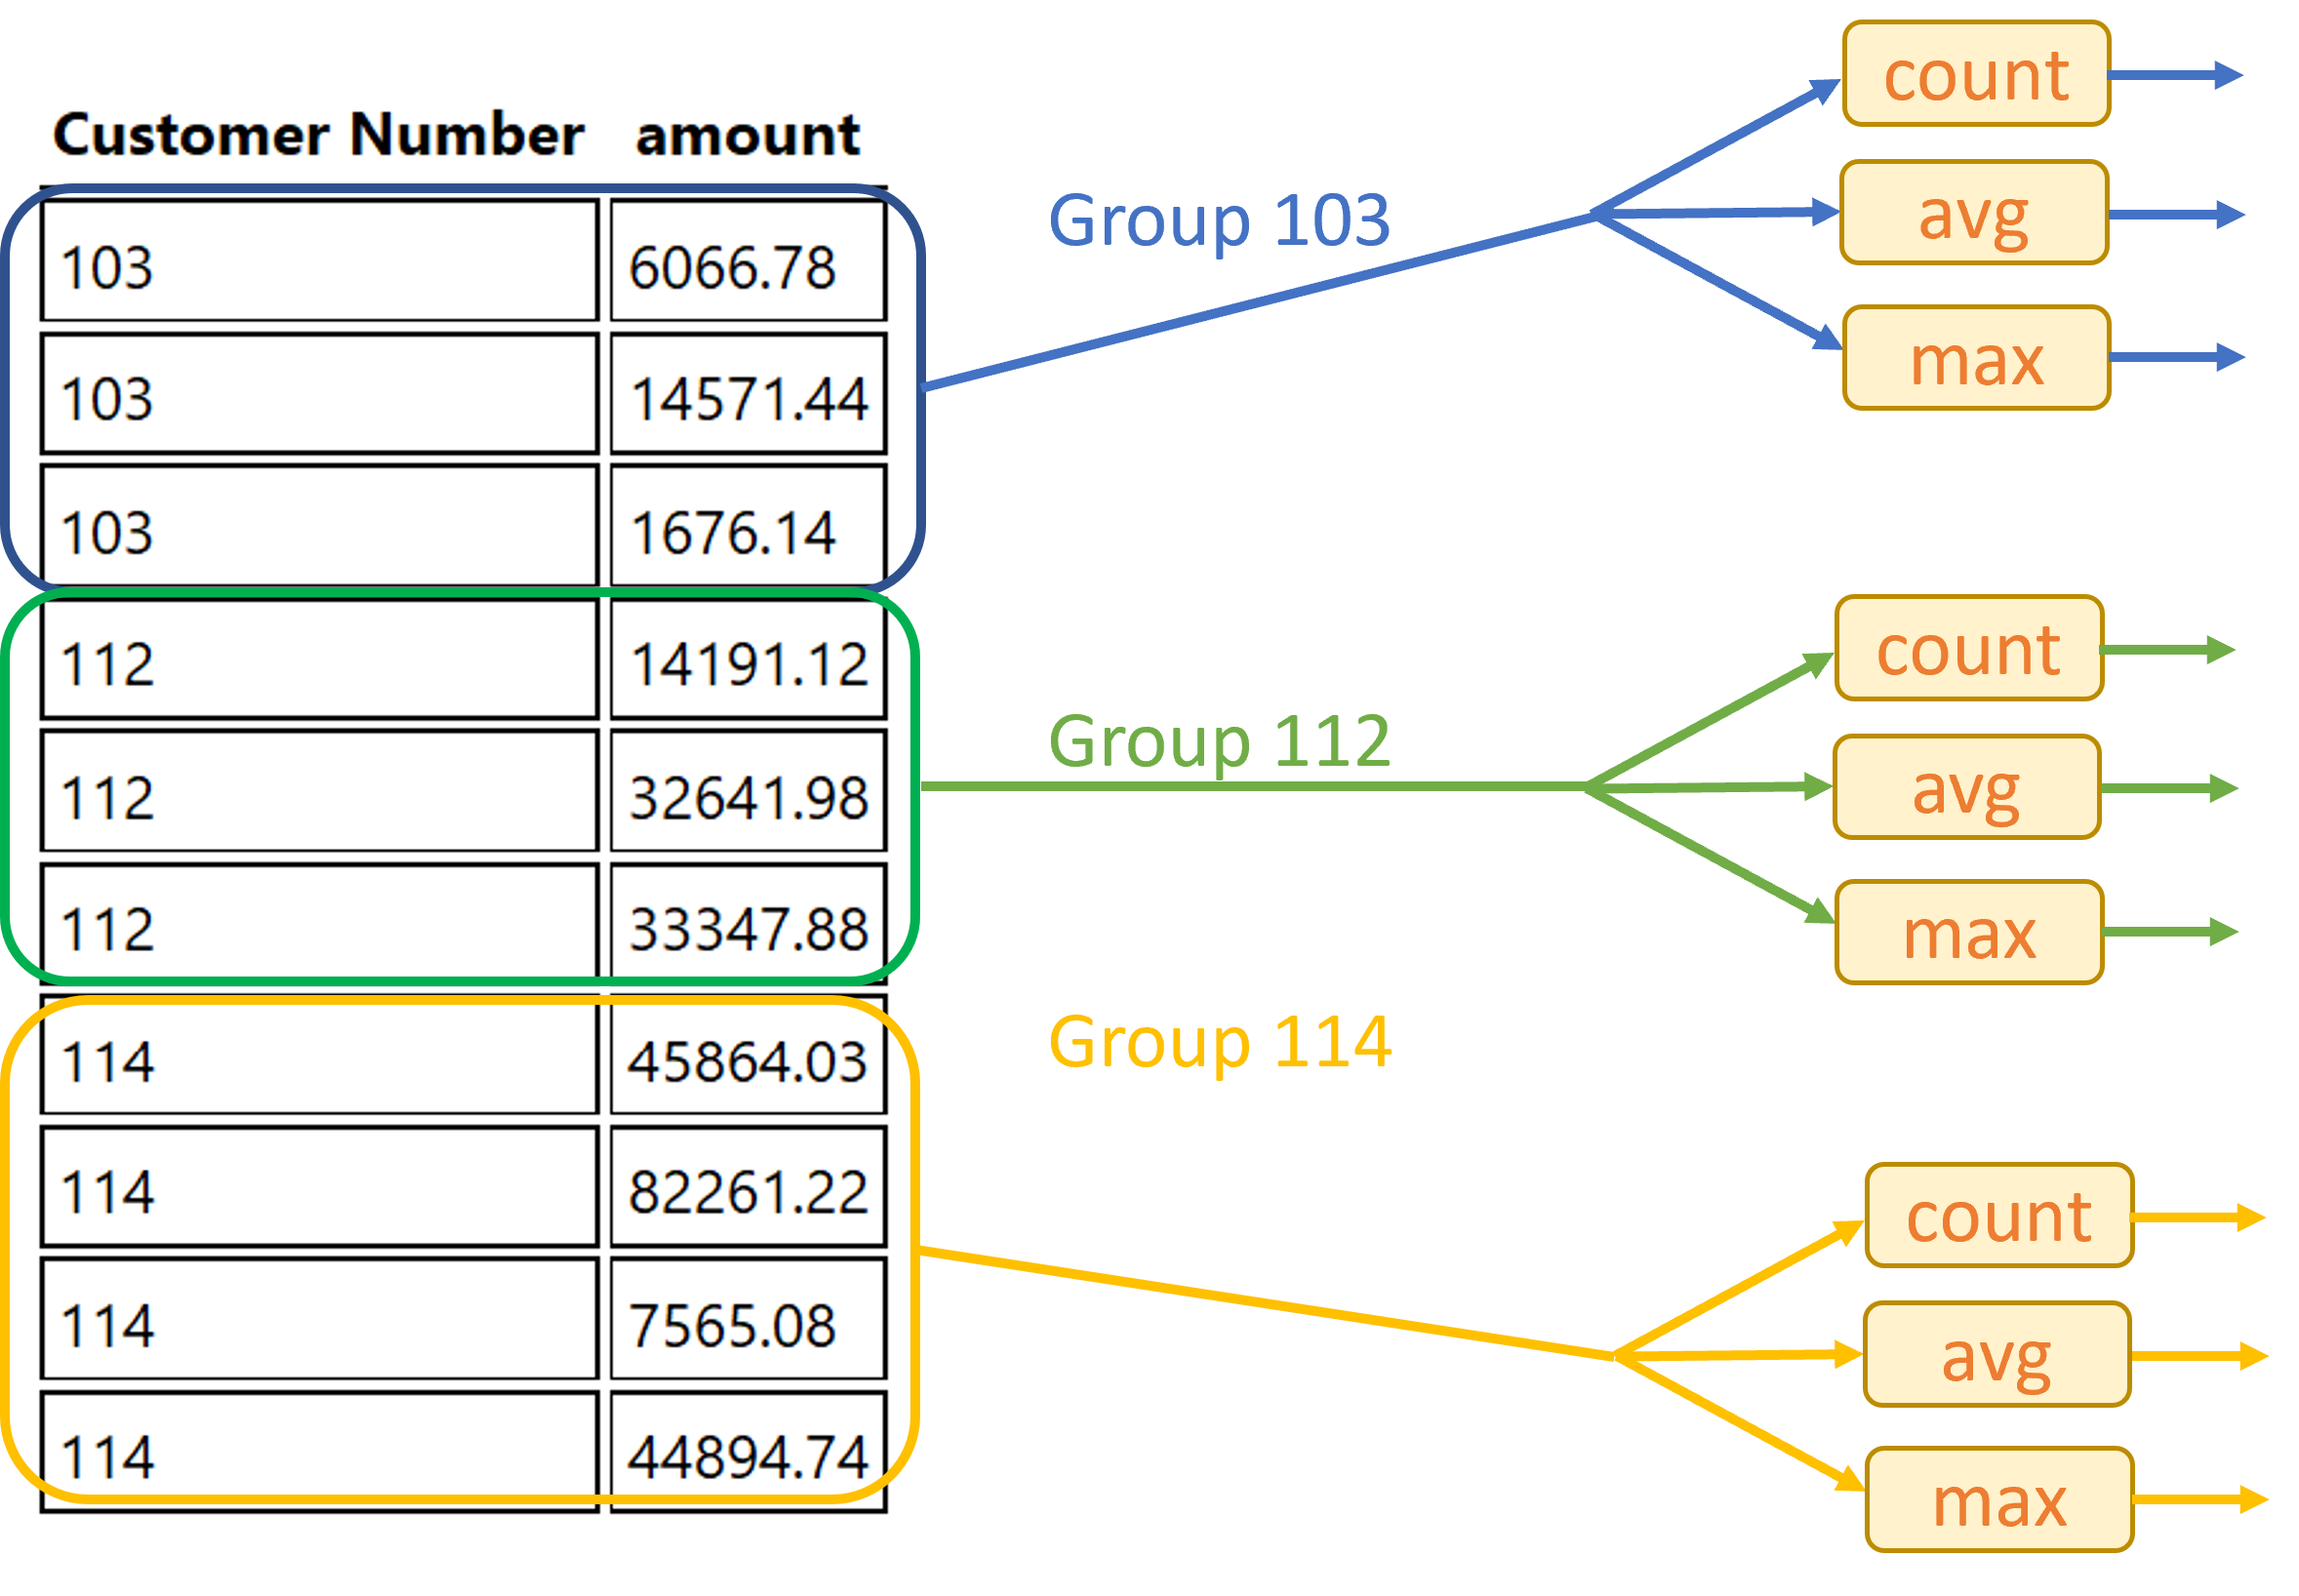 Customer Number amount
103 6066.78
103 14571.44
103 1676.14
112 14191.12
112 32641.98
112 33347.88
114 45864.03
114 82261.22
114 7565.08
114 44894.74
Group 103
count
avg
max
Group 112
count
avg
max
Group 114
count
avg
max